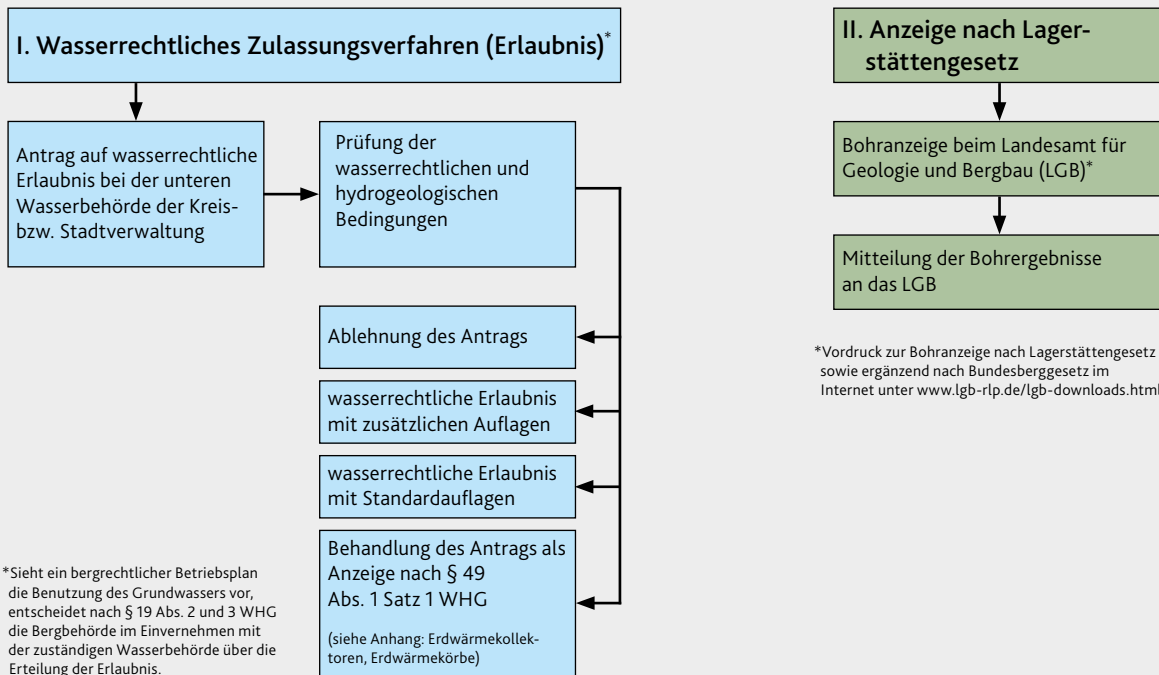 I. Wasserrechtliches Zulassungsverfahren (Erlaubnis)*
Antrag auf wasserrechtliche
Erlaubnis bei der unteren
Wasserbehörde der Kreis-
bzw. Stadtverwaltung
Prüfung der
wasserrechtlichen und
hydrogeologischen
Bedingungen
Ablehnung des Antrags
wasserrechtliche Erlaubnis
mit zusätzlichen Auflagen
wasserrechtliche Erlaubnis
mit Standardauflagen
Behandlung des Antrags als
Anzeige nach § 49
Abs. 1 Satz 1 WHG
(siehe Anhang: Erdwärmekollek-
toren, Erdwärmekörbe)
*Sieht ein bergrechtlicher Betriebsplan
die Benutzung des Grundwassers vor,
entscheidet nach § 19 Abs. 2 und 3 WHG
die Bergbehörde im Einvernehmen mit
der zuständigen Wasserbehörde über die
Erteilung der Erlaubnis.
II. Anzeige nach Lager-
stättengesetz
Bohranzeige beim Landesamt für
Geologie und Bergbau (LGB)*
Mitteilung der Bohrergebnisse
an das LGB
*Vordruck zur Bohranzeige nach Lagerstättengesetz
sowie ergänzend nach Bundesberggesetz im
Internet unter www.lgb-rlp.de/lgb-downloads.html